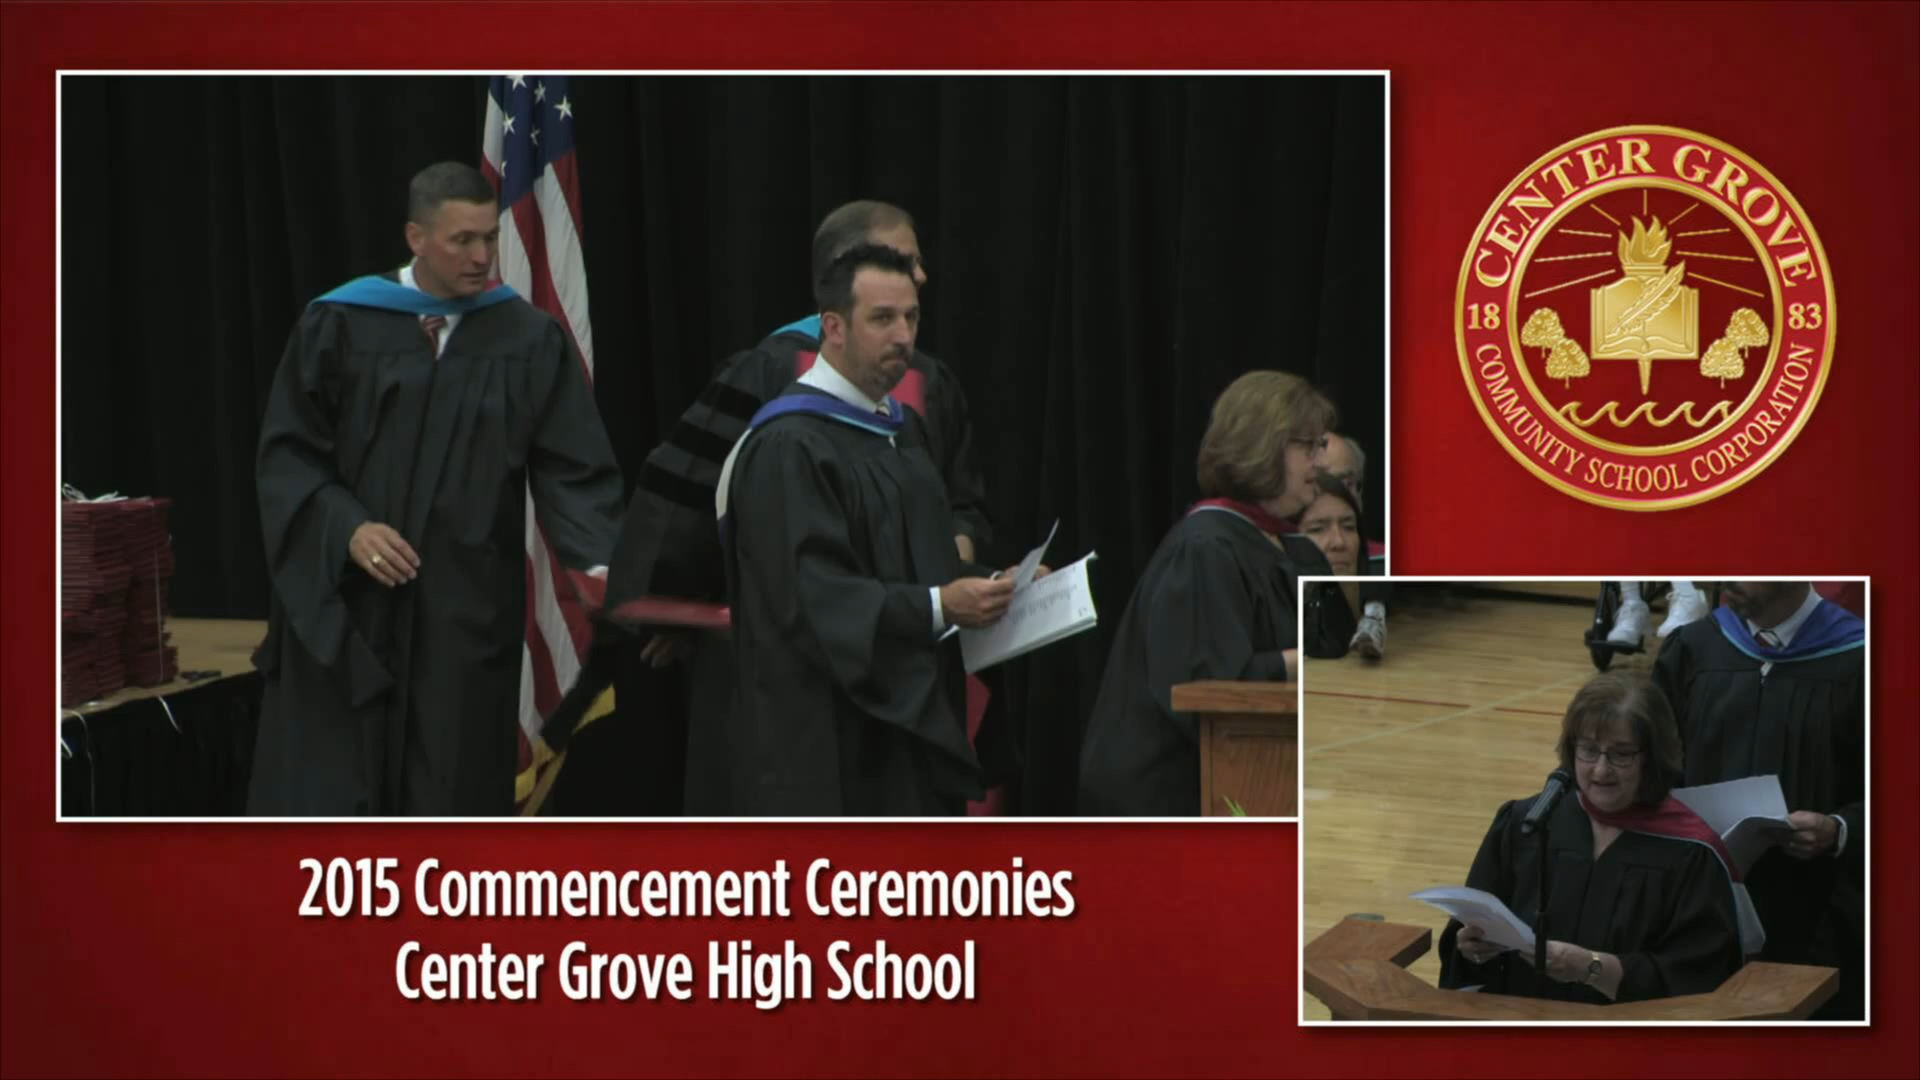 CENTER GROVE
18 83
COMMUNITY SCHOOL CORPORATION
2015 Commencement Ceremonies
Center Grove High School